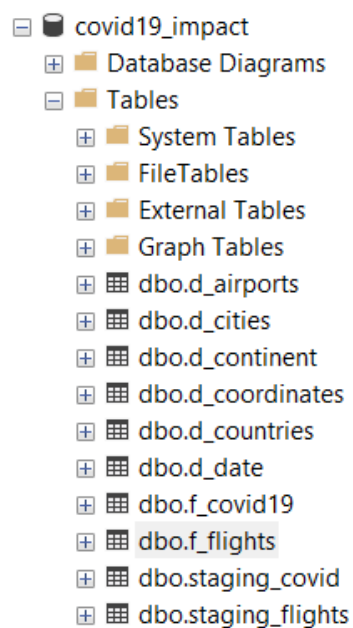 covid19_impact
Database Diagrams
Tables
System Tables
FileTables
External Tables
Graph Tables
dbo.d_airports
dbo.d_cities
dbo.d_continent
dbo.d_coordinates
dbo.d_countries
dbo.d_date
dbo.f_covid19
dbo.f_flights
dbo.staging_covid
dbo.staging_flights